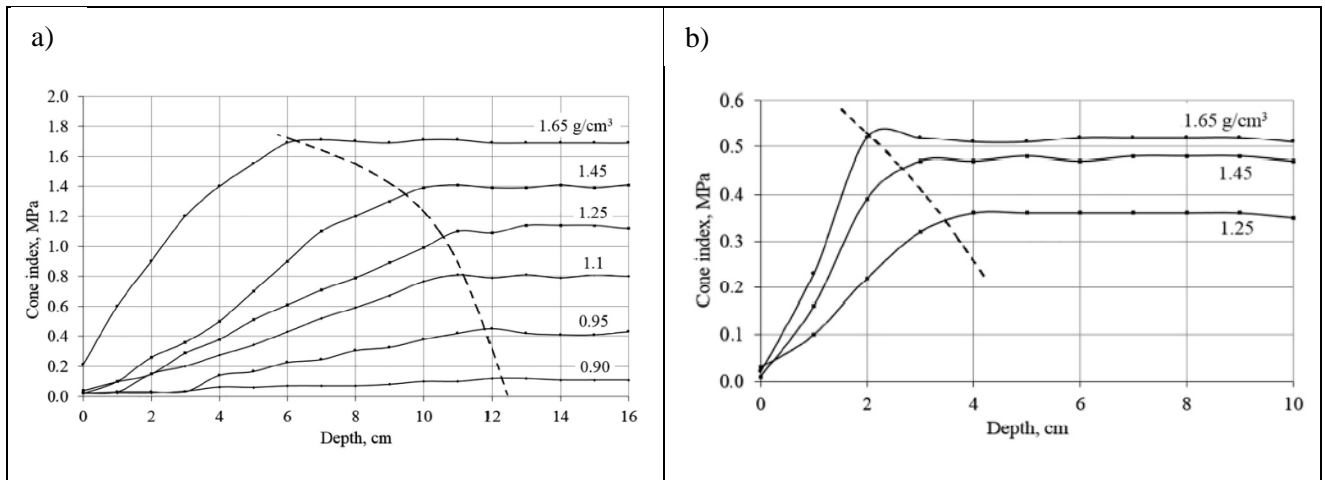 a)
2.0
1.8
1.6
1.4
1.2
1.0
0.8
0.6
0.4
0.2
0.0
Cone index, MPa
1.65 g/cm³
1.45
1.25
1.1
0.95
0.90
0 2 4 6 8 10 12 14 16
Depth, cm
b)
0.6
0.5
0.4
0.3
0.2
0.1
0.0
Cone index, MPa
1.65 g/cm³
1.45
1.25
0 2 4 6 8 10
Depth, cm